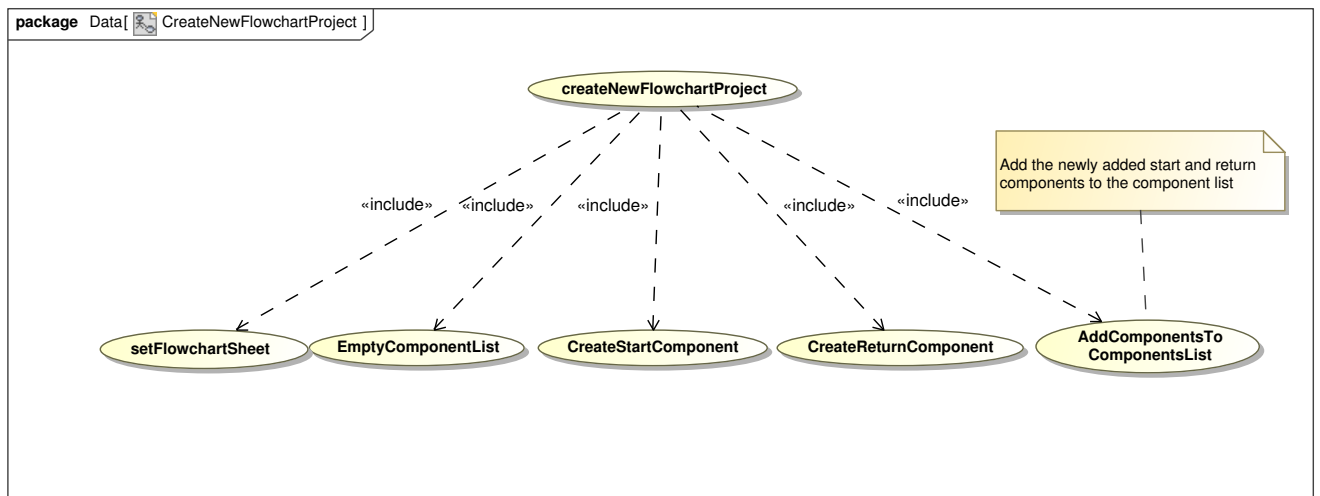 package Data[ CreateNewFlowchartProject ]
createNewFlowchartProject
Add the newly added start and return
components to the component list
«include»
«include»
«include»
«include»
«include»
setFlowchartSheet
EmptyComponentList
CreateStartComponent
CreateReturnComponent
AddComponentsTo
ComponentsList